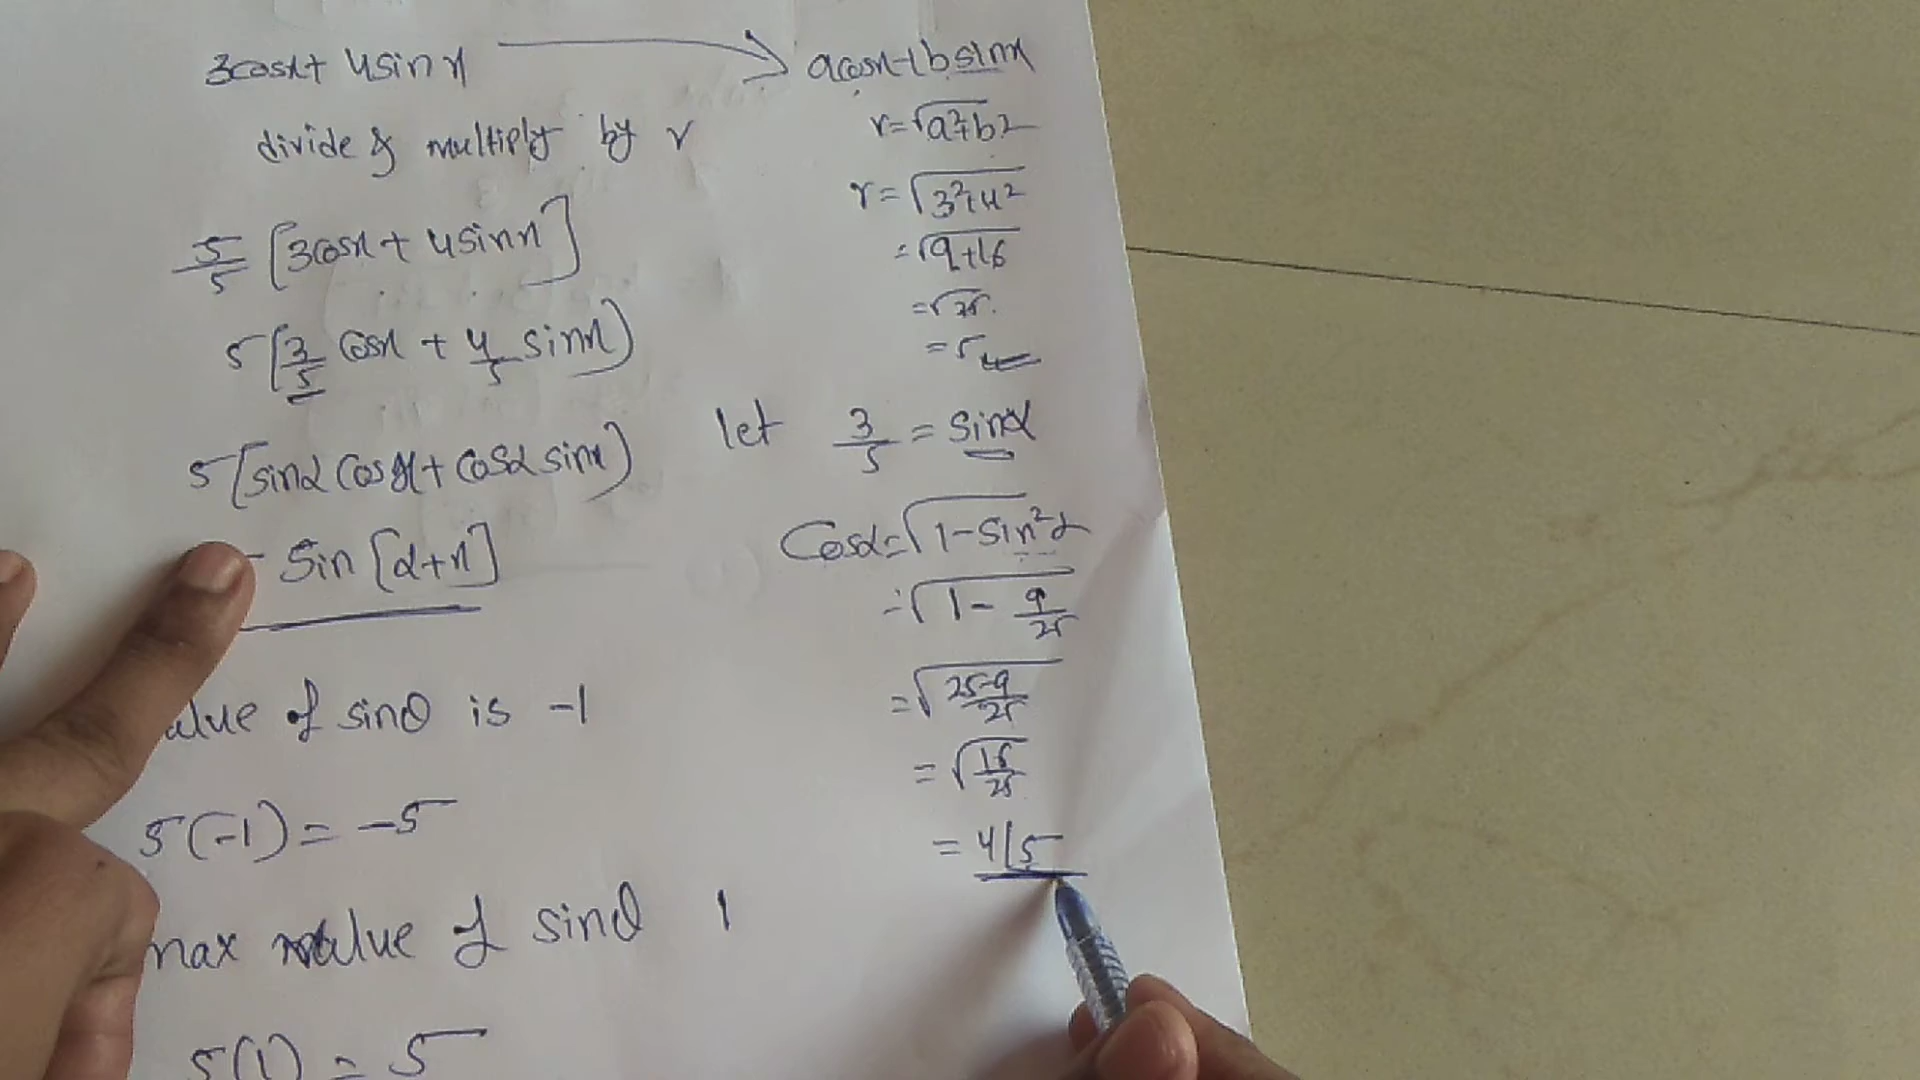 3cosx + 4sinx → acosx + bsinx
divide & multiply by r
r = √a²+b²
r = √3²+4²
5/5 [3cosx + 4sinx]
= √9+16
= √25
5 [3/5 cosx + 4/5 sinx)
= 5
let 3/5 = sinα
5 [sinα cosx + cosα sinx)
cosα = √1-sin²α
sin [α+x]
= √1 - 9/25
= √25-9/25
value of sinθ is -1
= √16/25
5(-1) = -5
= 4/5
max value of sinθ 1
5(1) = 5